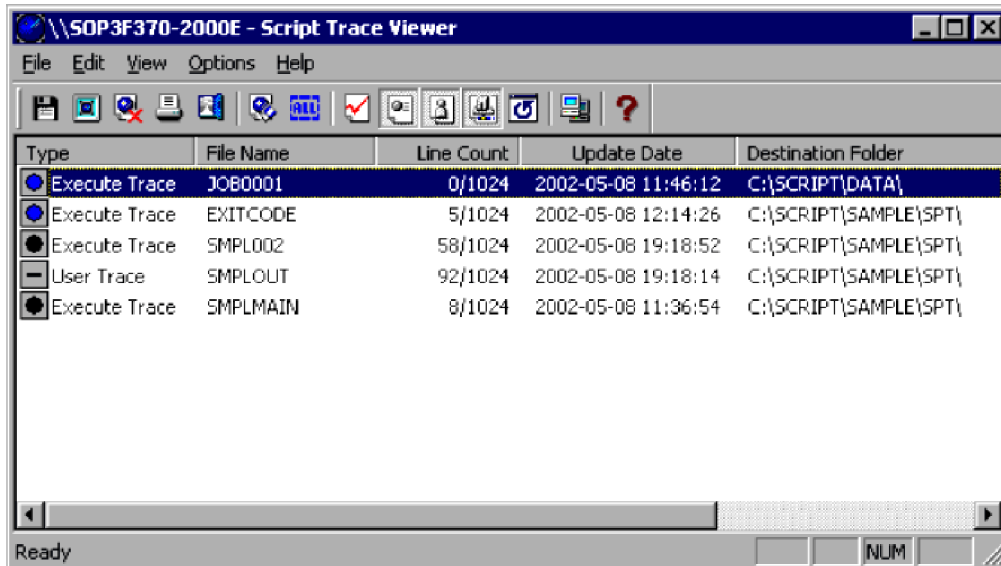 \\SOP3F370-2000E - Script Trace Viewer
File Edit View Options Help
ALL
Type File Name Line Count Update Date Destination Folder
Execute Trace JOB0001 0/1024 2002-05-08 11:46:12 C:\SCRIPT\DATA\
Execute Trace EXITCODE 5/1024 2002-05-08 12:14:26 C:\SCRIPT\SAMPLE\SPT\
Execute Trace SMPL002 58/1024 2002-05-08 19:18:52 C:\SCRIPT\SAMPLE\SPT\
User Trace SMPLOUT 92/1024 2002-05-08 19:18:14 C:\SCRIPT\SAMPLE\SPT\
Execute Trace SMPLMAIN 8/1024 2002-05-08 11:36:54 C:\SCRIPT\SAMPLE\SPT\
Ready NUM